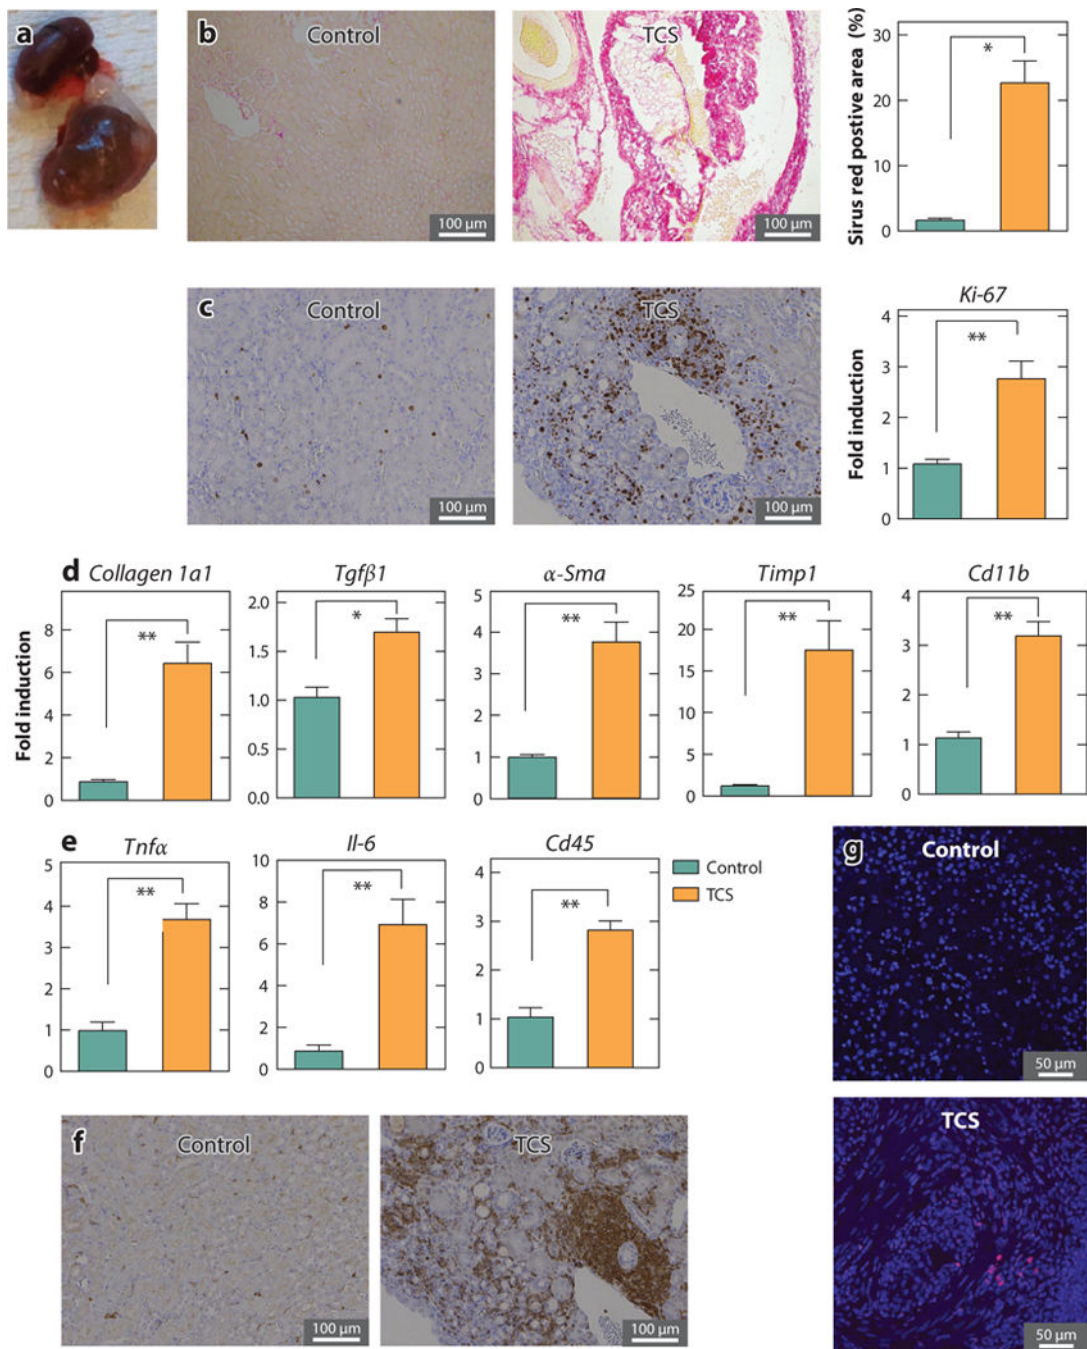 a
b
Control
100 µm
TCS
100 µm
Sirus red postive area (%)
30
20
10
0
*
c
Control
100 µm
TCS
100 µm
Ki-67
Fold induction
4
3
2
1
0
**
d
Collagen 1a1
Fold induction
8
6
4
2
0
**
Tgfβ1
2.0
1.5
1.0
0.5
0.0
*
α-Sma
5
4
3
2
1
0
**
Timp1
25
20
15
10
5
0
**
Cd11b
4
3
2
1
0
**
e
Tnfα
5
4
3
2
1
0
**
Il-6
10
8
6
4
2
0
**
Cd45
4
3
2
1
0
**
Control
TCS
f
Control
100 µm
TCS
100 µm
g
Control
50 µm
TCS
50 µm